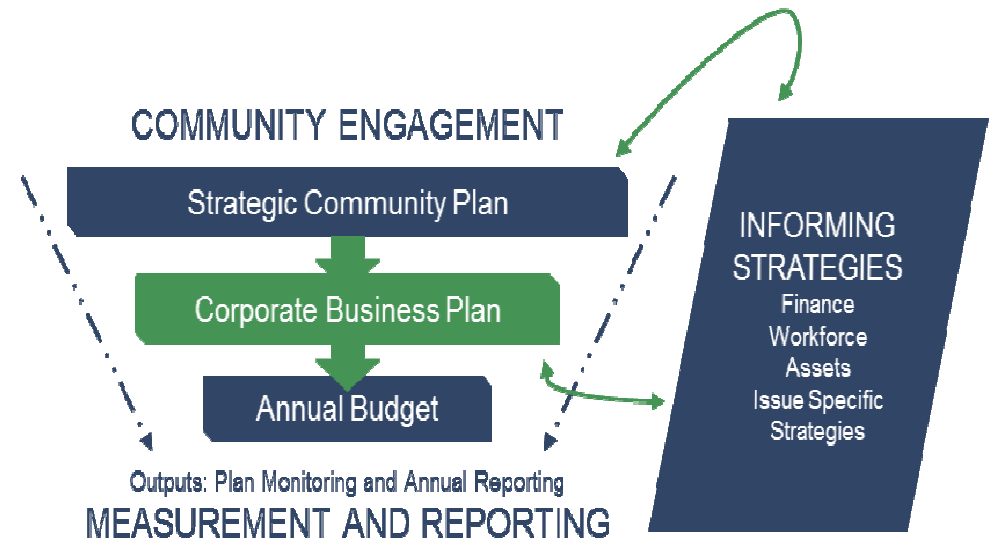 COMMUNITY ENGAGEMENT
Strategic Community Plan
Corporate Business Plan
Annual Budget
Outputs: Plan Monitoring and Annual Reporting
MEASUREMENT AND REPORTING
INFORMING
STRATEGIES
Finance
Workforce
Assets
Issue Specific
Strategies